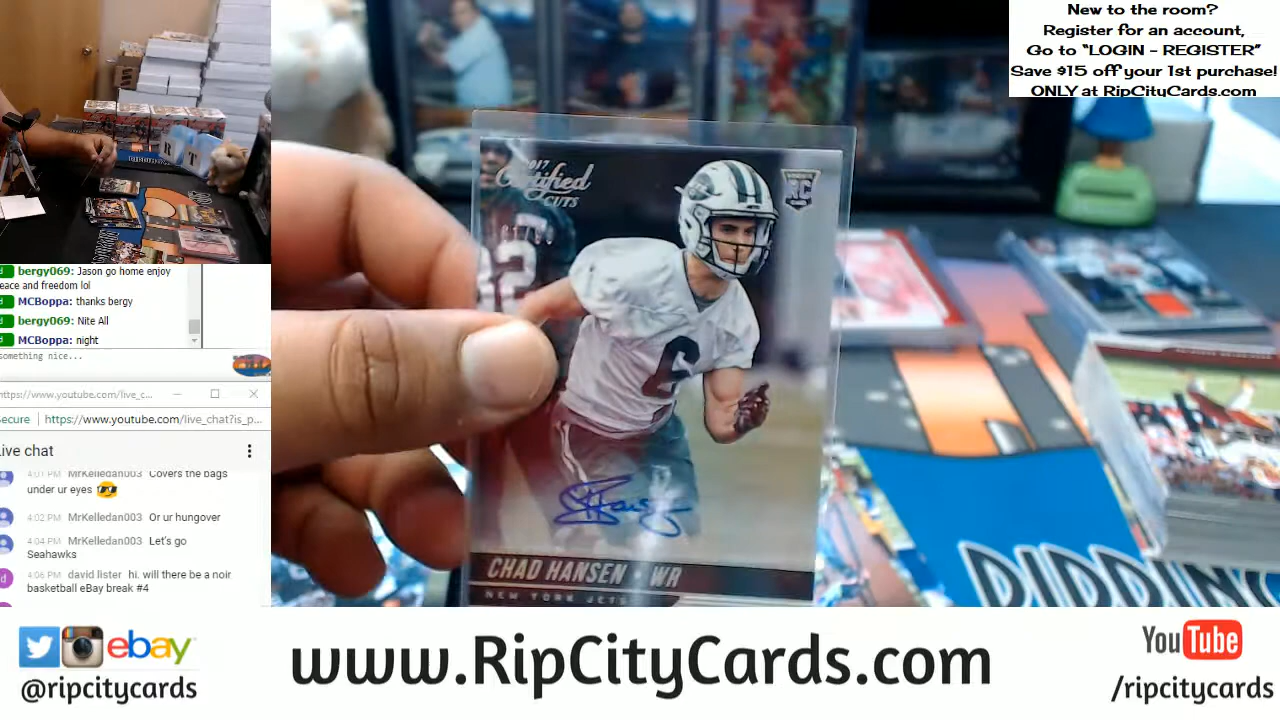 New to the room?
Register for an account,
Go to “LOGIN - REGISTER”
Save $15 off your 1st purchase!
ONLY at RipCityCards.com
2017
Certified
CUTS
RC
12
6
CHAD HANSEN • WR
NEW YORK JETS
R T
bergy069: Jason go home enjoy
eace and freedom lol
MCBoppa: thanks bergy
bergy069: Nite All
MCBoppa: night
something nice...
https://www.youtube.com/live_c...
ecure https://www.youtube.com/live_chat?is_p...
ive chat
4:01 PM MrKelledan003 Covers the bags
under ur eyes
4:02 PM MrKelledan003 Or ur hungover
4:04 PM MrKelledan003 Let's go
Seahawks
4:06 PM david lister hi. will there be a noir
basketball eBay break #4
RIPPIN
ebay
@ripcitycards
www.RipCityCards.com
YouTube
/ripcitycards